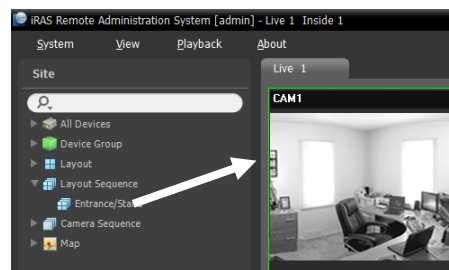 iRAS Remote Administration System [admin] - Live 1 Inside 1
System View Playback About
Site
Live 1
CAM1
All Devices
Device Group
Layout
Layout Sequence
Camera Sequence
Map